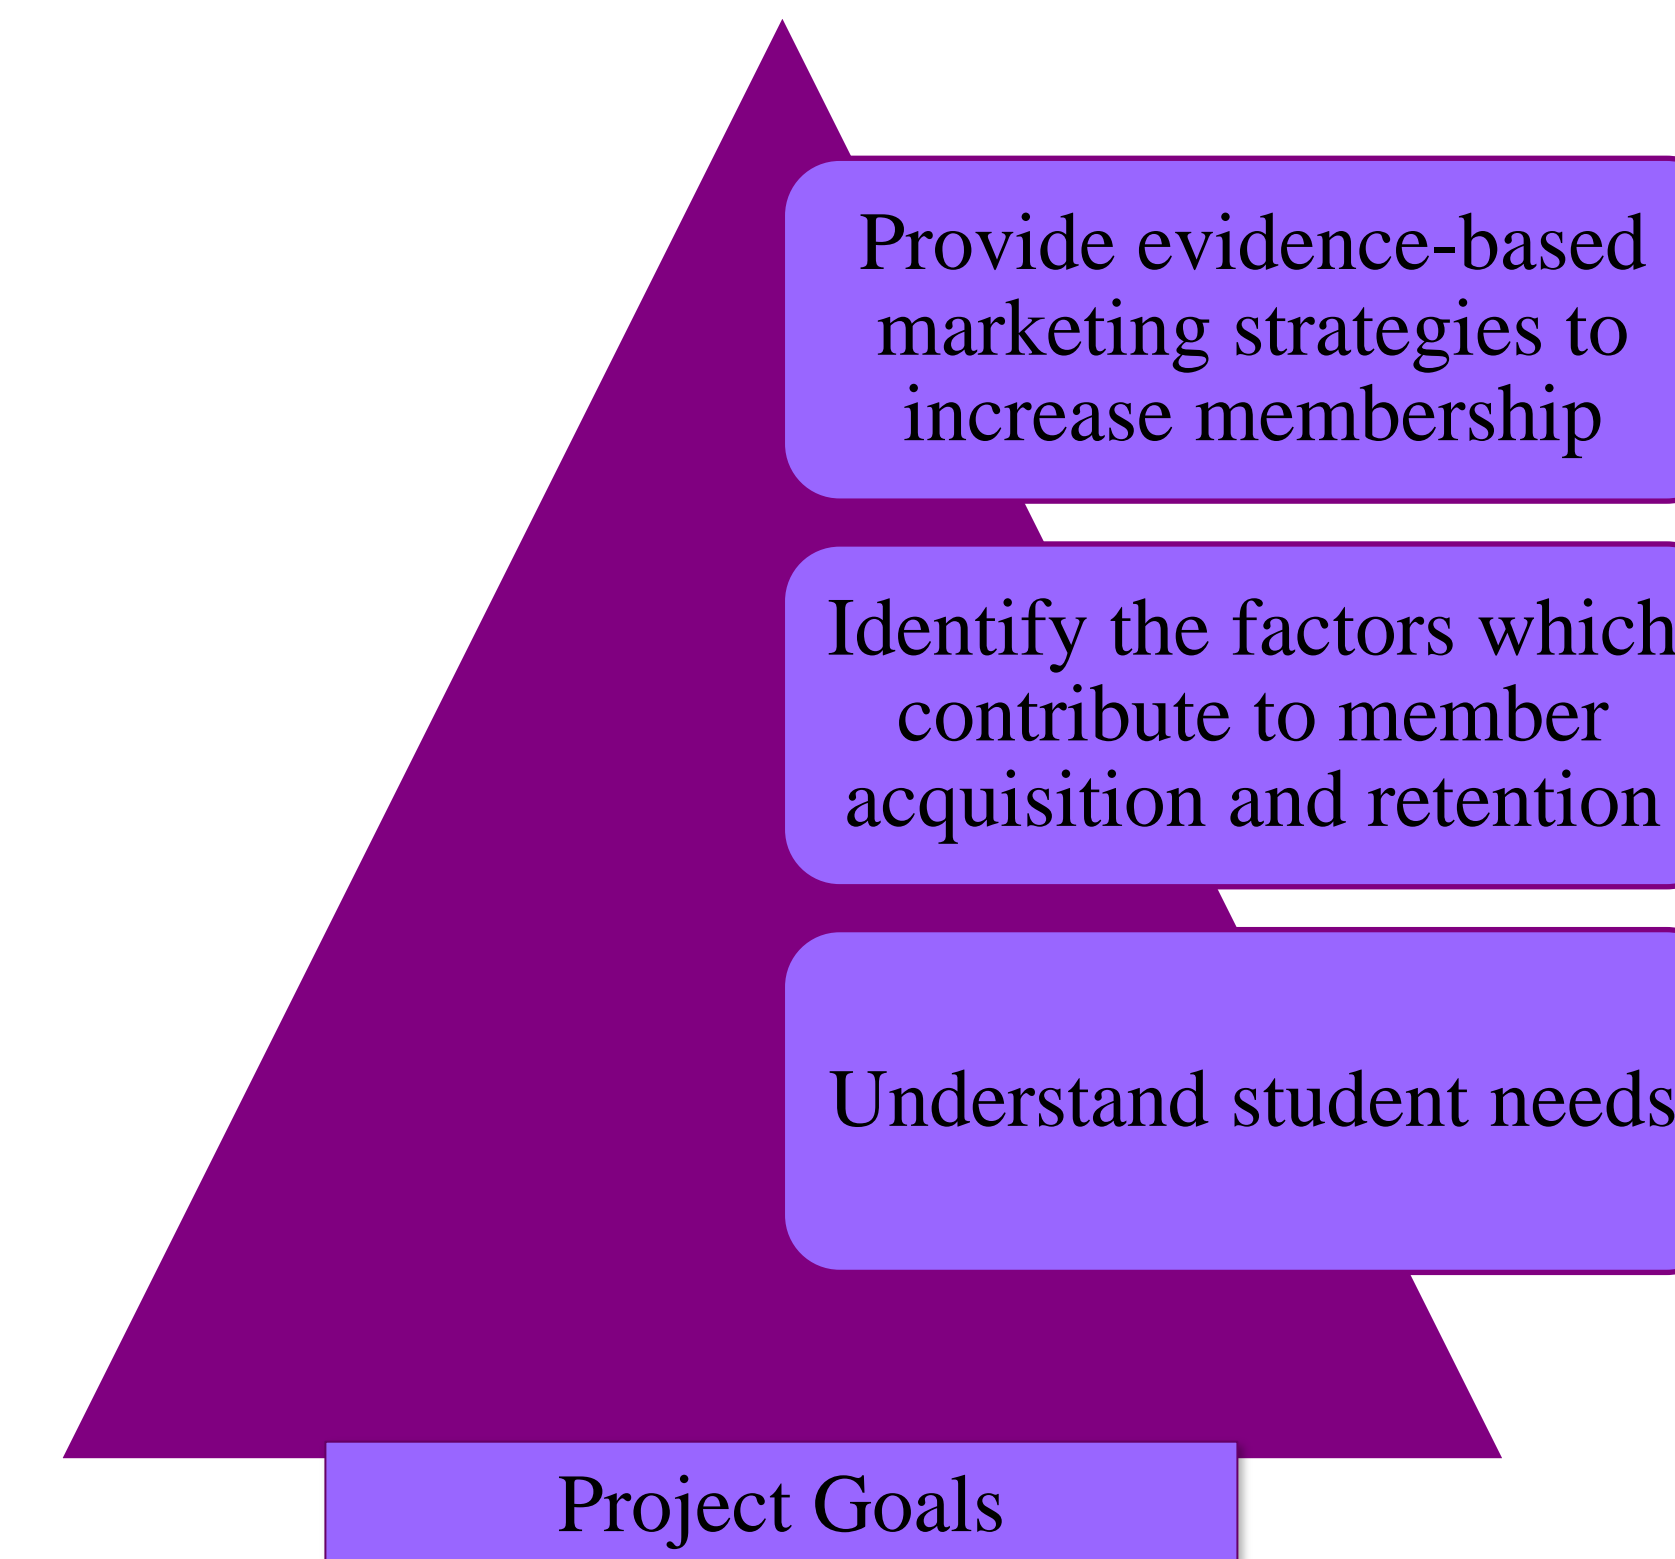 Provide evidence-based
marketing strategies to
increase membership
Identify the factors which
contribute to member
acquisition and retention
Understand student needs
Project Goals